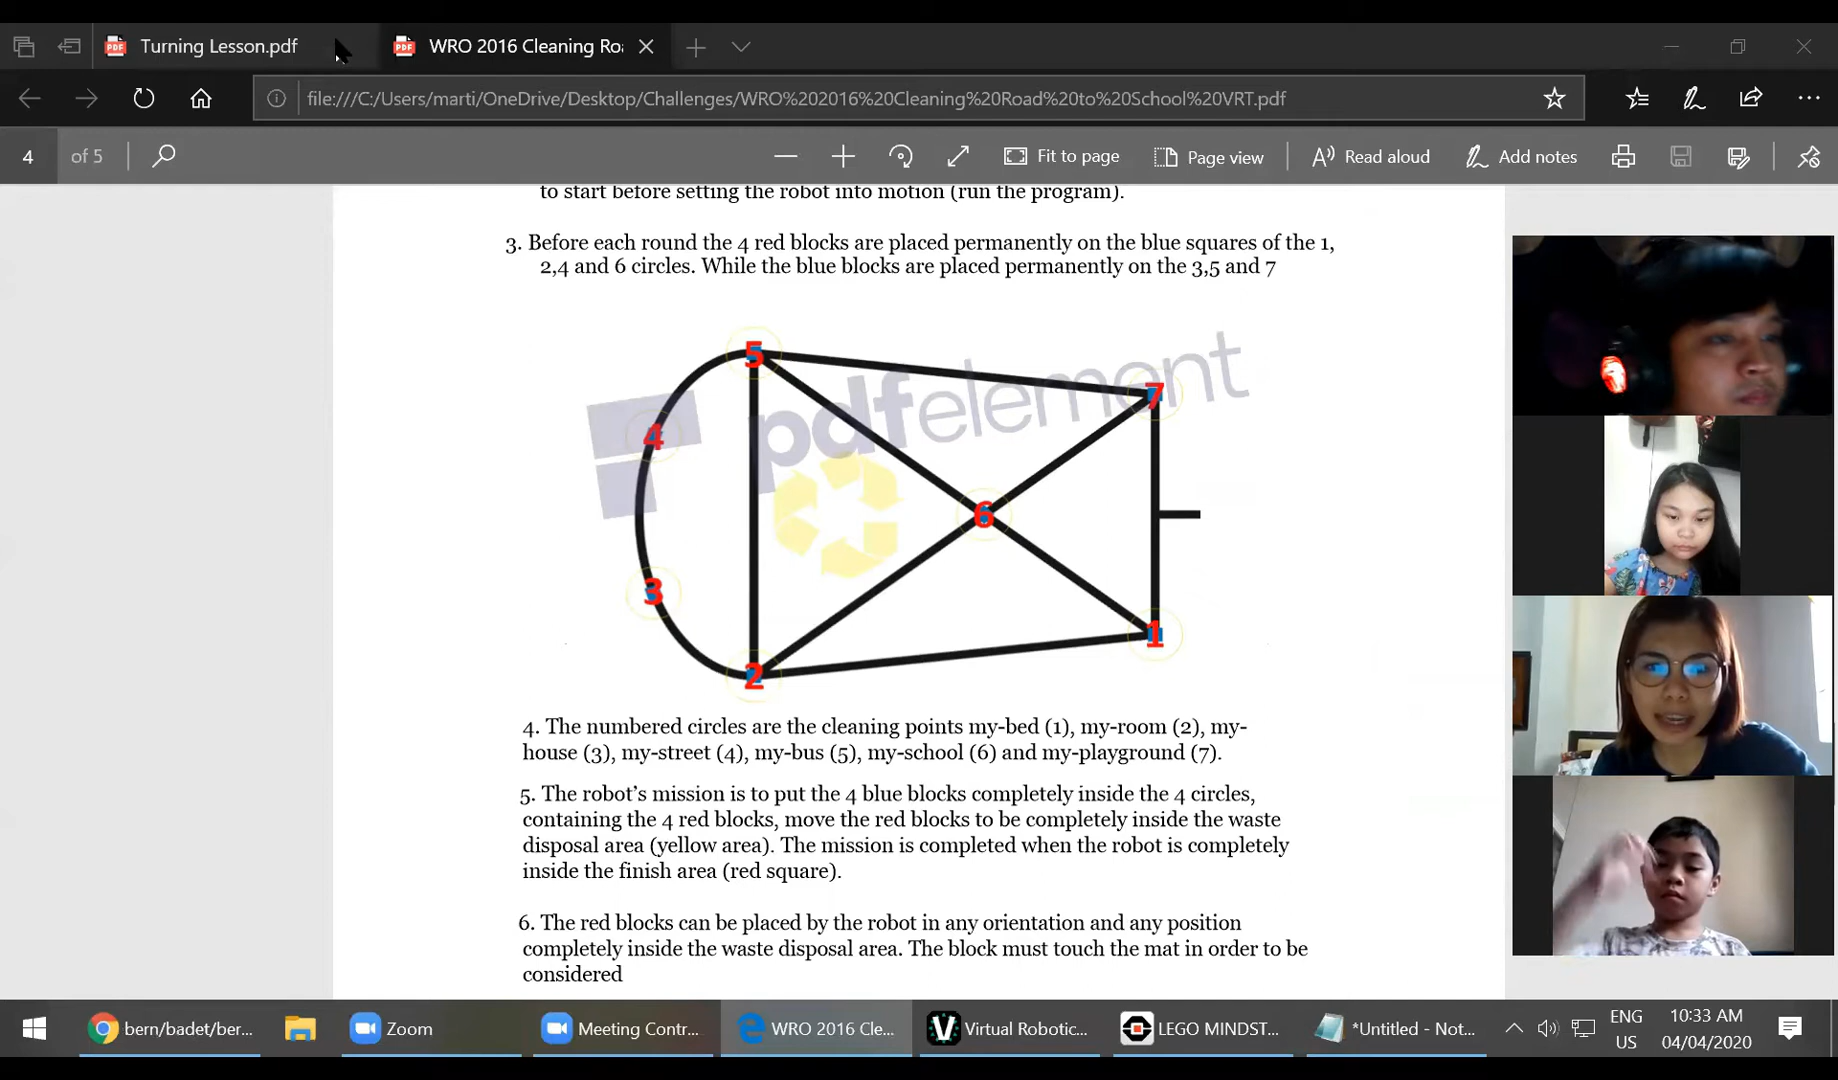 Turning Lesson.pdf
WRO 2016 Cleaning Roa
file:///C:/Users/marti/OneDrive/Desktop/Challenges/WRO%202016%20Cleaning%20Road%20to%20School%20VRT.pdf
4 of 5
Fit to page
Page view
Read aloud
Add notes
to start before setting the robot into motion (run the program).
3. Before each round the 4 red blocks are placed permanently on the blue squares of the 1,
2,4 and 6 circles. While the blue blocks are placed permanently on the 3,5 and 7
5
7
pdfelement
4
6
3
1
2
4. The numbered circles are the cleaning points my-bed (1), my-room (2), my-
house (3), my-street (4), my-bus (5), my-school (6) and my-playground (7).
5. The robot's mission is to put the 4 blue blocks completely inside the 4 circles,
containing the 4 red blocks, move the red blocks to be completely inside the waste
disposal area (yellow area). The mission is completed when the robot is completely
inside the finish area (red square).
6. The red blocks can be placed by the robot in any orientation and any position
completely inside the waste disposal area. The block must touch the mat in order to be
considered
bern/badet/ber...
Zoom
Meeting Contr...
WRO 2016 Cle...
Virtual Robotic...
LEGO MINDST...
*Untitled - Not...
ENG
US
10:33 AM
04/04/2020